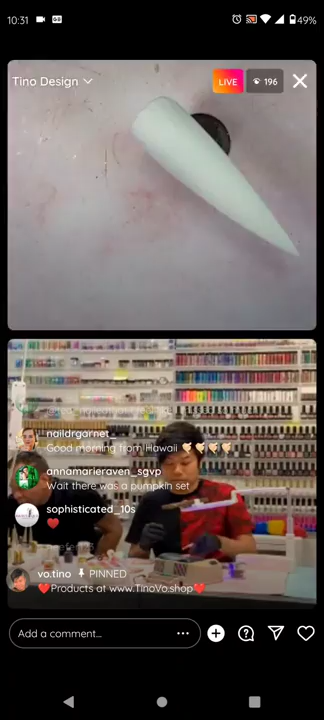 10:31
49%
Tino Design
LIVE
196
naildrgarnet
Good morning from Hawaii 🤏🏻🤏🏻🤏🏻🤏🏻
annamarieraven_sgvp
Wait there was a pumpkin set
sophisticated_10s
❤️
vo.tino 📌 PINNED
❤️Products at www.TinoVo.shop❤️
Add a comment...